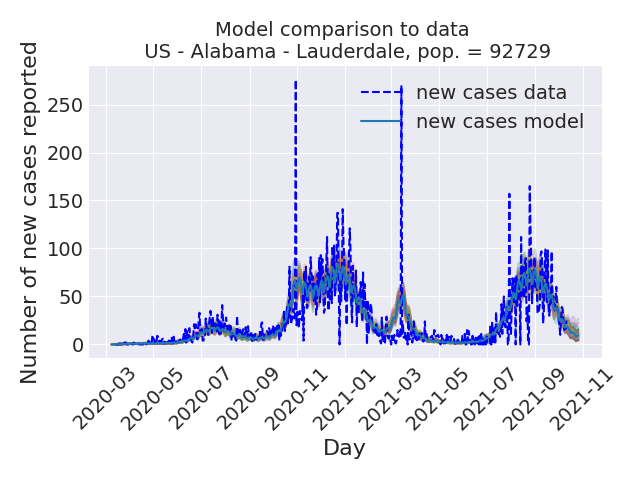 Model comparison to data
US - Alabama - Lauderdale, pop. = 92729
Number of new cases reported
250
200
150
100
50
0
new cases data
new cases model
2020-03
2020-05
2020-07
2020-09
2020-11
2021-01
2021-03
2021-05
2021-07
2021-09
2021-11
Day